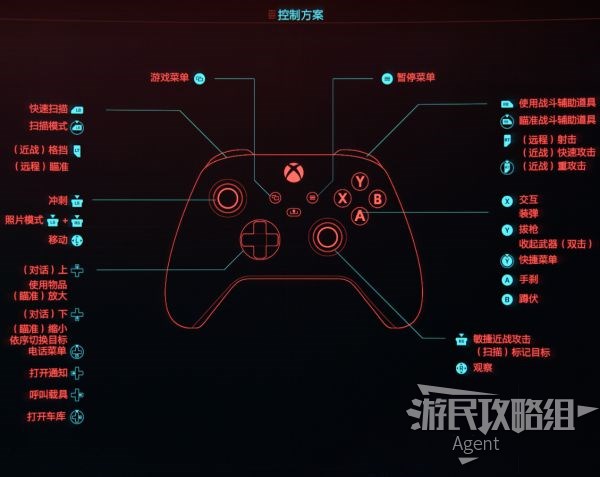 控制方案
游戏菜单
暂停菜单
快速扫描 LB
扫描模式 LB
（近战）格挡 LT
（远程）瞄准
冲刺
照片模式 +
移动 L
（对话）上
使用物品
（瞄准）放大
（对话）下
（瞄准）缩小
依序切换目标
电话菜单
打开通知
呼叫载具
打开车库
使用战斗辅助道具
瞄准战斗辅助道具
（远程）射击
（近战）快速攻击
（近战）重攻击
X 交互
装弹
Y 拔枪
收起武器（双击）
Y 快捷菜单
A 手刹
B 蹲伏
敏捷近战攻击
（扫描）标记目标
R 观察
Y
X B
A
游民攻略组
Agent